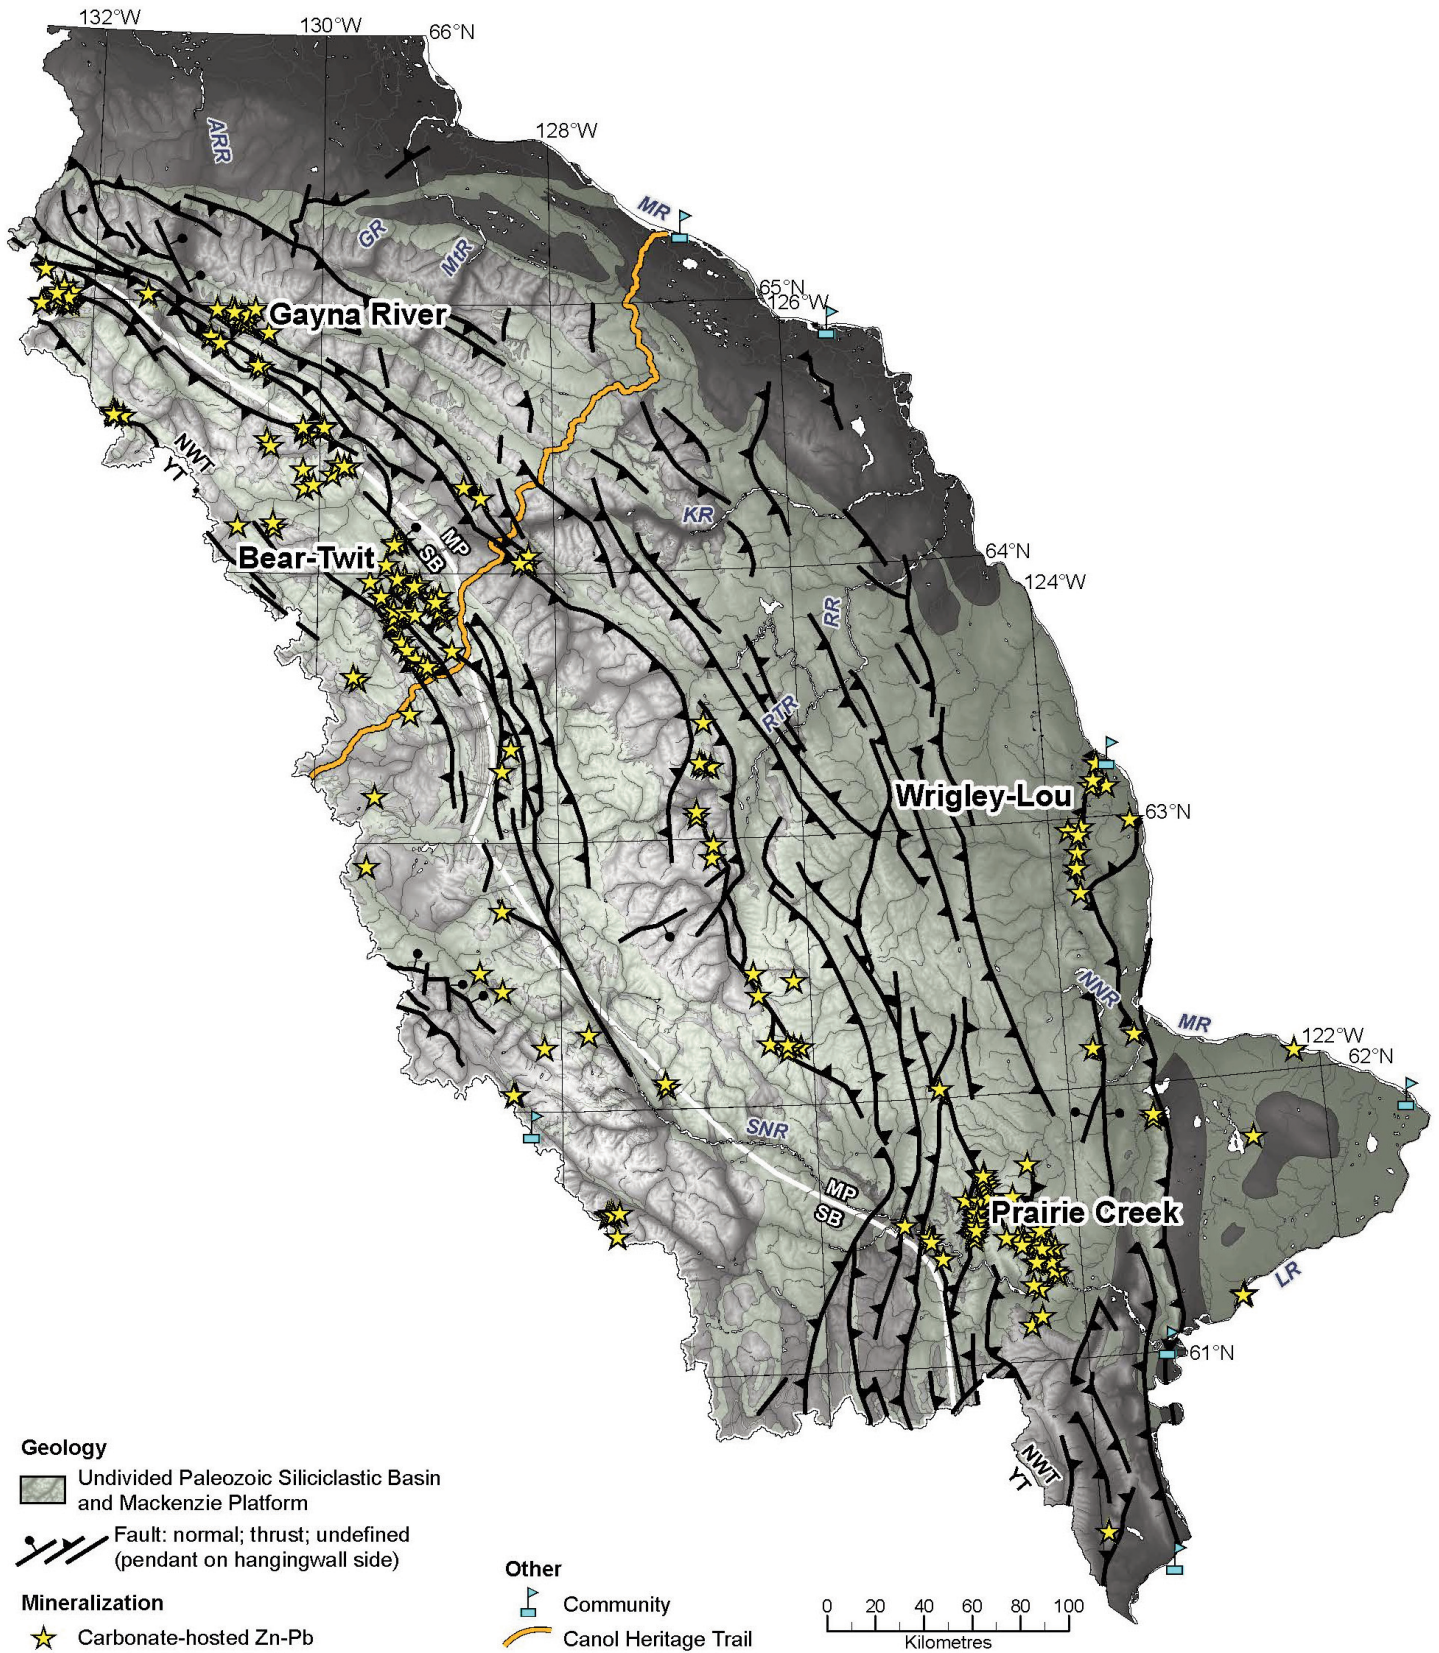 132°W
130°W
66°N
128°W
ARR
MR
GR
MtR
65°N
126°W
Gayna River
NWT
YT
KR
MP
SB
Bear-Twit
64°N
124°W
RR
RTR
Wrigley-Lou
63°N
NNR
MR
122°W
62°N
SNR
MP
SB
Prairie Creek
LR
61°N
NWT
YT
Geology
Undivided Paleozoic Siliciclastic Basin
and Mackenzie Platform
Fault: normal; thrust; undefined
(pendant on hangingwall side)
Mineralization
Carbonate-hosted Zn-Pb
Other
Community
Canol Heritage Trail
0 20 40 60 80 100
Kilometres